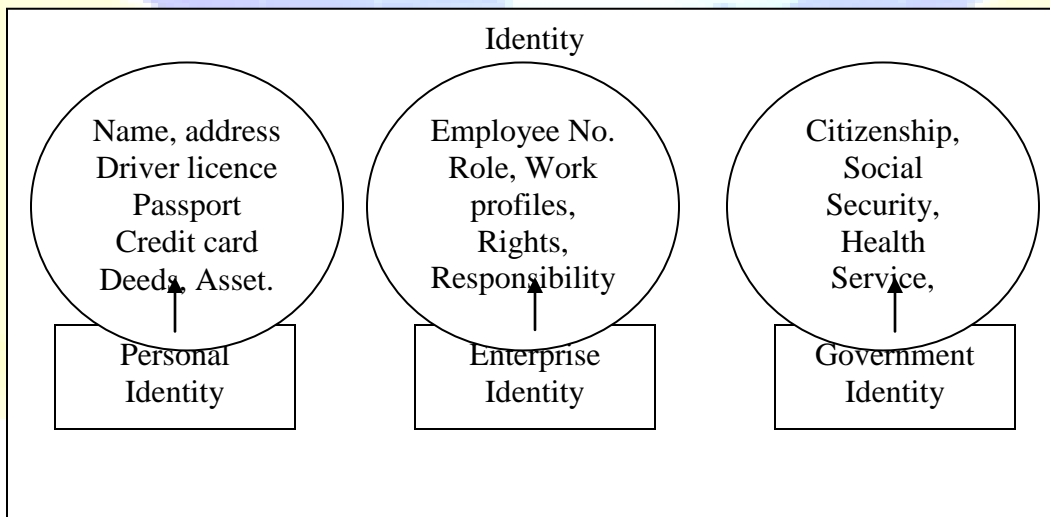 Identity
Name, address
Driver licence
Passport
Credit card
Deeds, Asset.
Personal
Identity
Employee No.
Role, Work
profiles,
Rights,
Responsibility
Enterprise
Identity
Citizenship,
Social
Security,
Health
Service,
Government
Identity